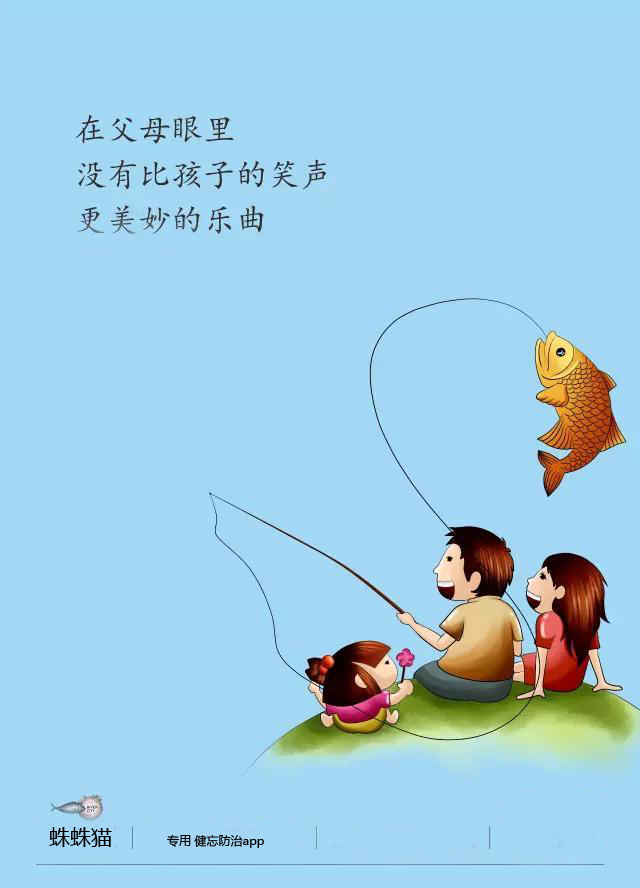 在父母眼里
没有比孩子的笑声
更美妙的乐曲
蛛蛛猫
专用 健忘防治app